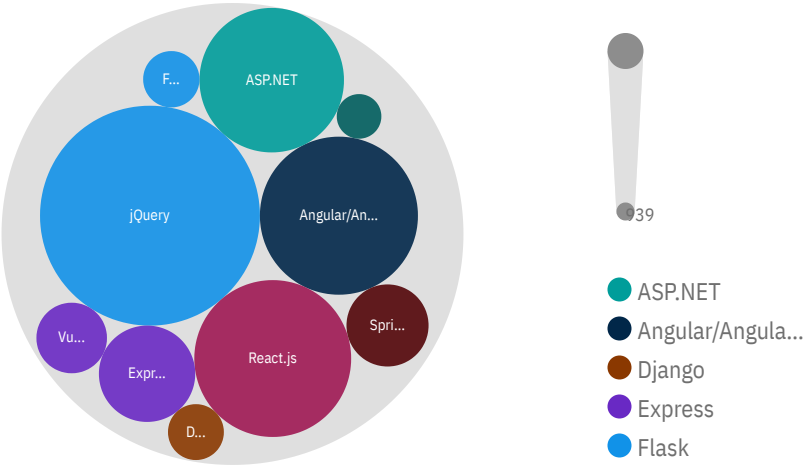 F...
ASP.NET
jQuery
Angular/An...
Vu...
Expr...
React.js
Spri...
D...
939
ASP.NET
Angular/Angula...
Django
Express
Flask